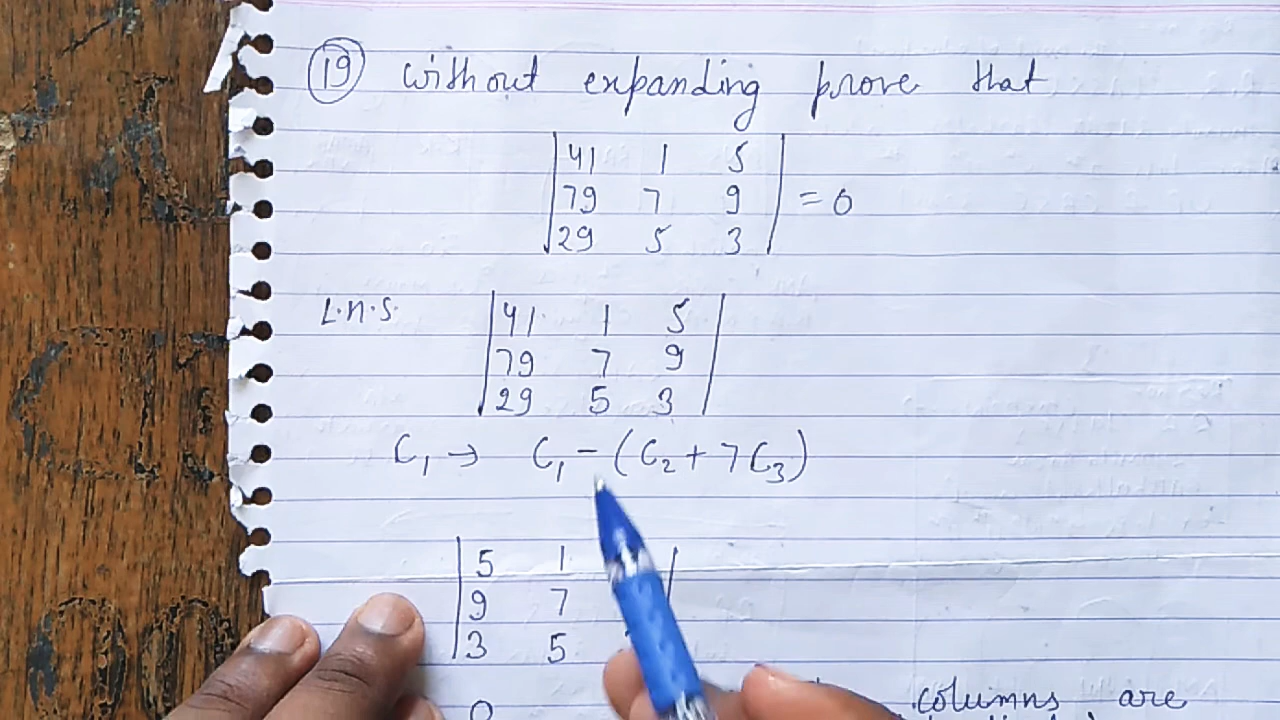 19 without expanding prove that
|41 1 5|
|79 7 9| = 0
|29 5 3|
L.H.S. |41 1 5|
|79 7 9|
|29 5 3|
C₁ → C₁ - (C₂ + 7C₃)
|5 1 |
|9 7
|3 5
0 columns are